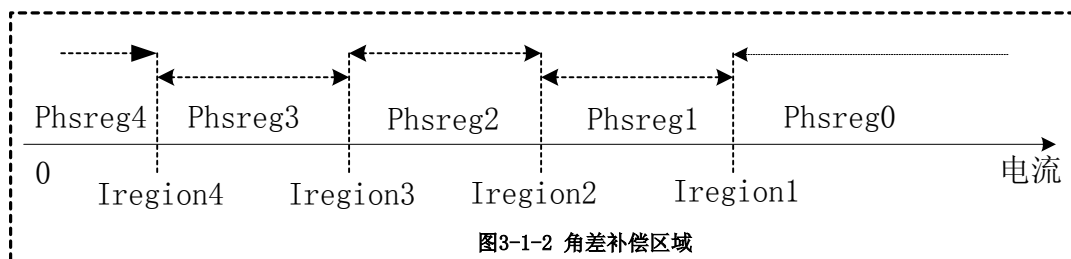 Phsreg4 Phsreg3 Phsreg2 Phsreg1 Phsreg0
0 电流
Iregion4 Iregion3 Iregion2 Iregion1
图3-1-2 角差补偿区域